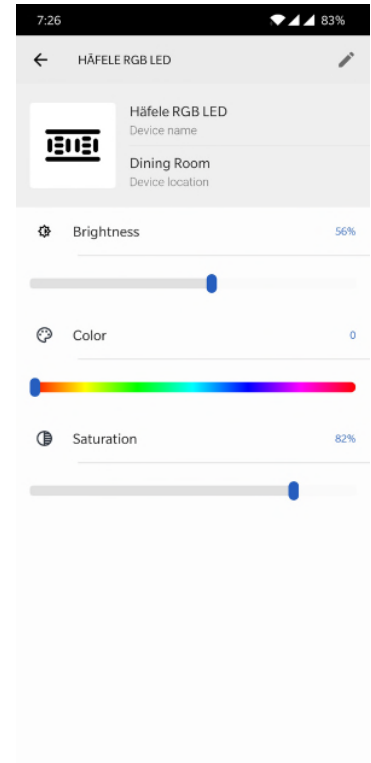 7:26 83%
HÄFELE RGB LED
Häfele RGB LED
Device name
Dining Room
Device location
Brightness 56%
Color 0
Saturation 82%